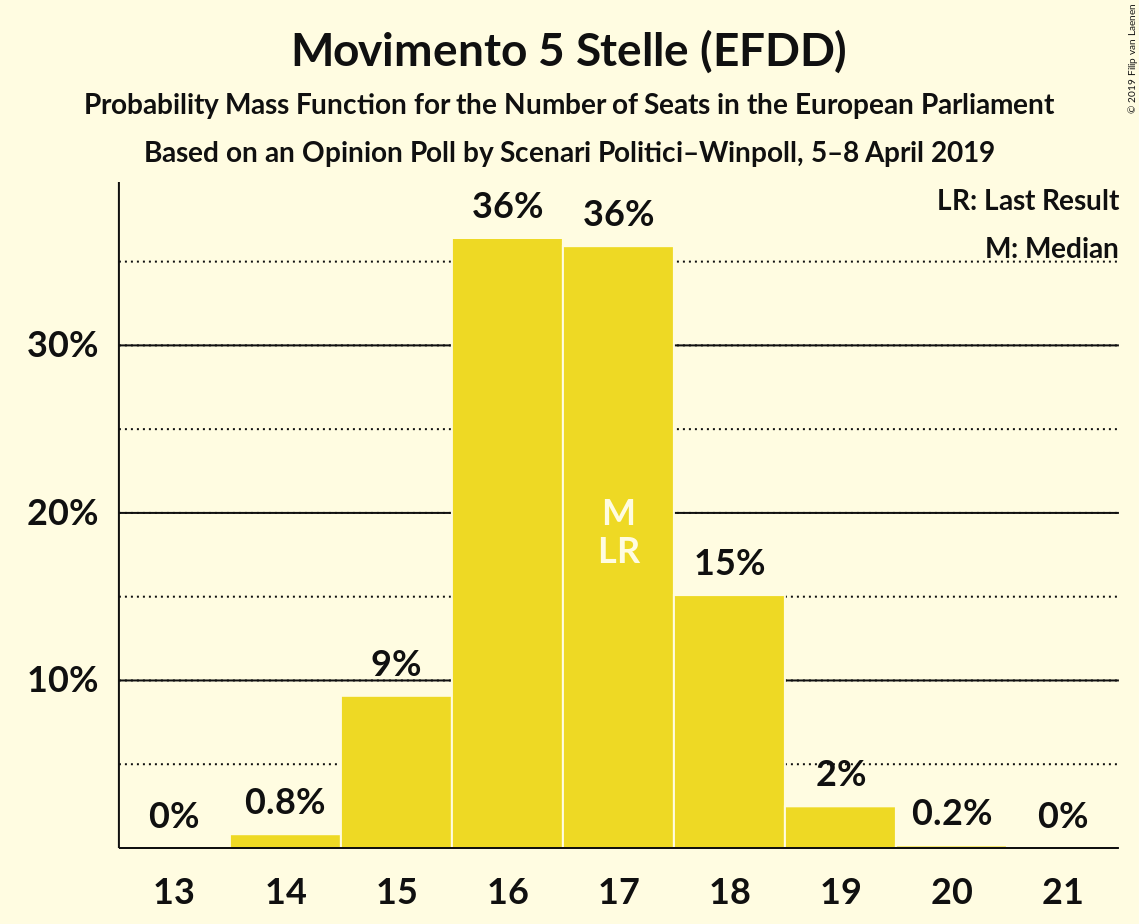 Movimento 5 Stelle (EFDD)
Probability Mass Function for the Number of Seats in the European Parliament
Based on an Opinion Poll by Scenari Politici–Winpoll, 5–8 April 2019
© 2019 Filip van Laenen
LR: Last Result
M: Median
36%
36%
30%
20%
M
LR
15%
9%
10%
2%
0%
0.8%
0.2%
0%
13
14
15
16
17
18
19
20
21